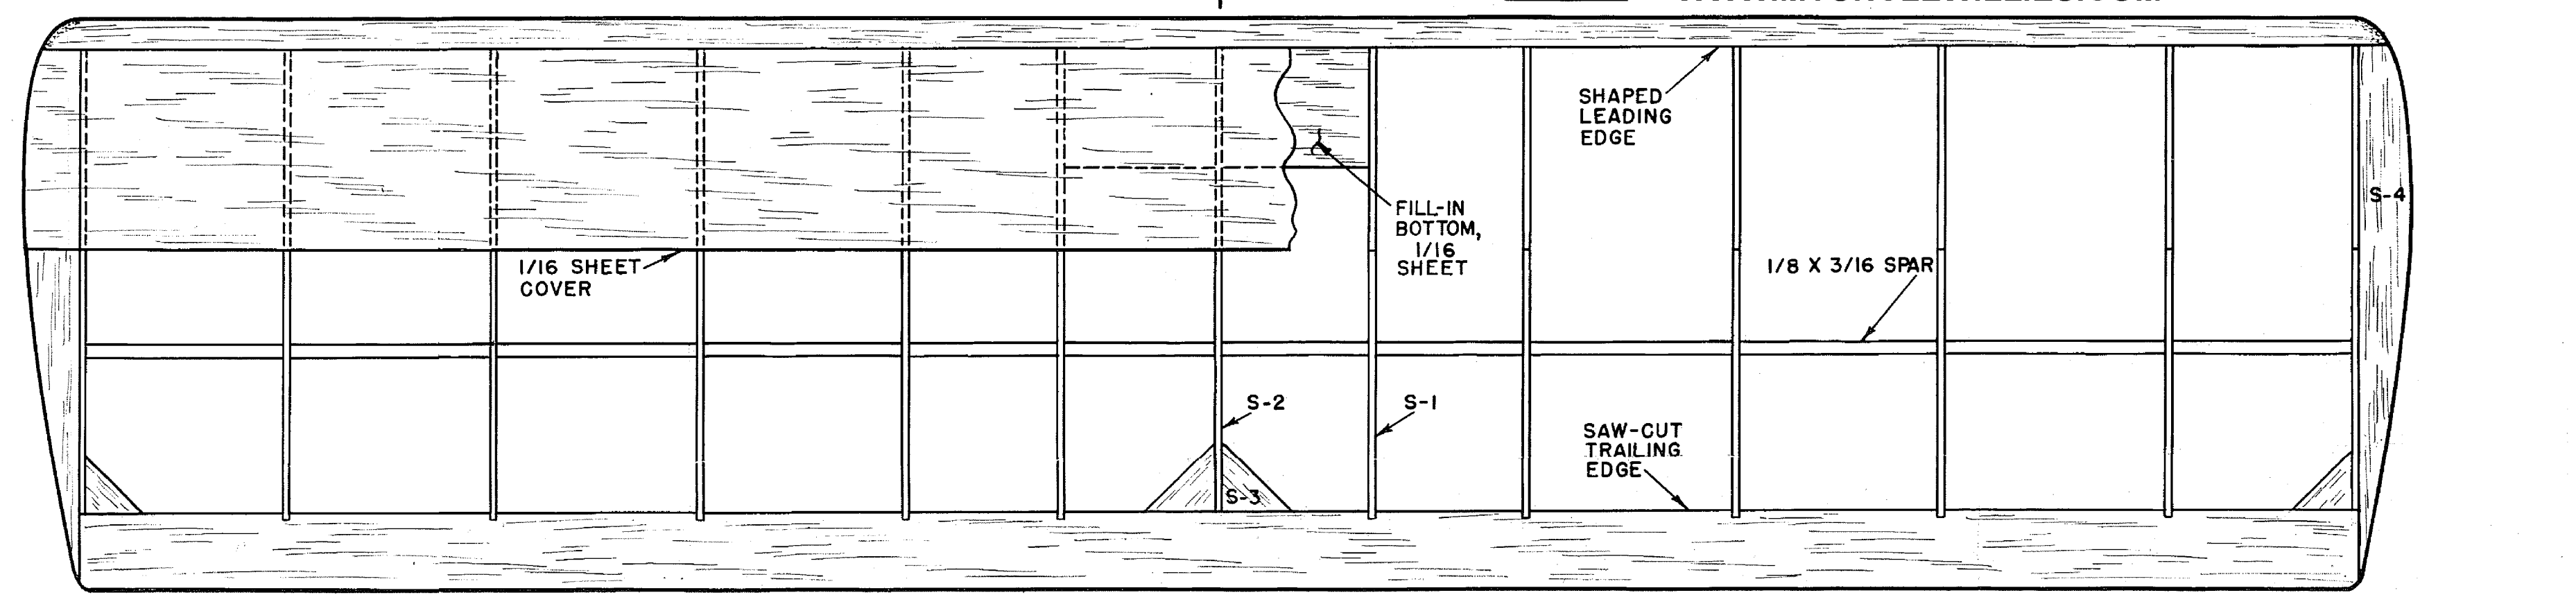 SHAPED
LEADING
EDGE
S-4
FILL-IN
BOTTOM,
1/16
SHEET
1/16 SHEET
COVER
1/8 X 3/16 SPAR
S-2
S-1
SAW-CUT
TRAILING
EDGE
S-3